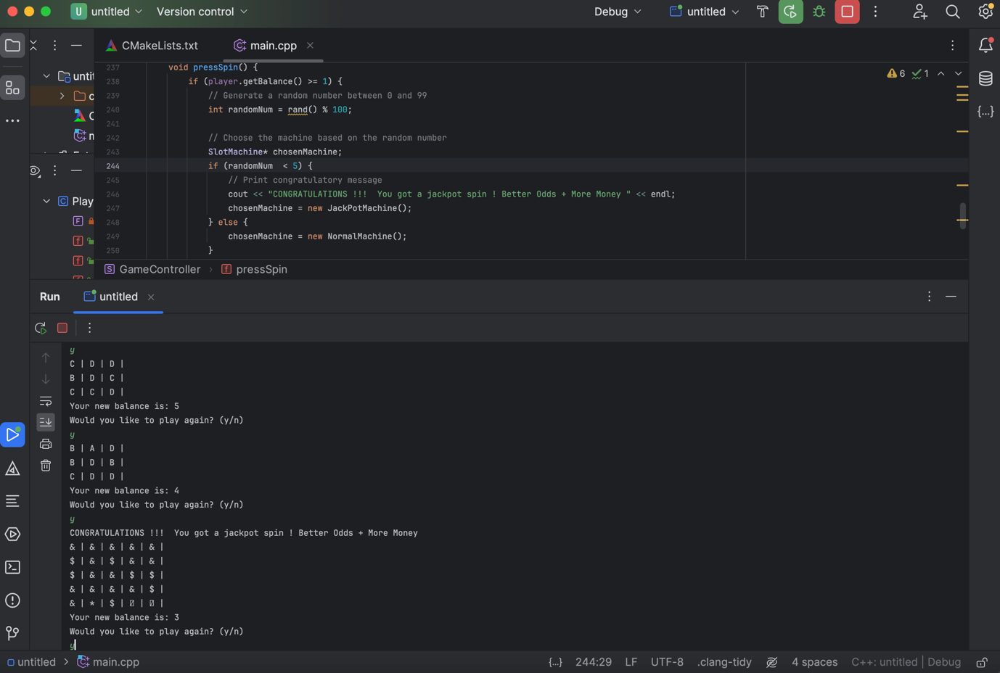 U untitled Version control Debug untitled
CMakeLists.txt main.cpp
untit
c
C
m
Play
6 1
237 void pressSpin() {
238 if (player.getBalance() >= 1) {
239 // Generate a random number between 0 and 99
240 int randomNum = rand() % 100;
241
242 // Choose the machine based on the random number
243 SlotMachine* chosenMachine;
244 if (randomNum  < 5) {
245 // Print congratulatory message
246 cout << "CONGRATULATIONS !!!  You got a jackpot spin ! Better Odds + More Money " << endl;
247 chosenMachine = new JackPotMachine();
248 } else {
249 chosenMachine = new NormalMachine();
250 }
S GameController › f pressSpin
Run untitled
y
C | D | D |
B | D | C |
C | C | D |
Your new balance is: 5
Would you like to play again? (y/n)
y
B | A | D |
B | D | B |
C | D | D |
Your new balance is: 4
Would you like to play again? (y/n)
y
CONGRATULATIONS !!!  You got a jackpot spin ! Better Odds + More Money
& | & | & | & | & |
$ | & | $ | & | & |
$ | & | & | $ | $ |
& | & | & | & | $ |
& | * | $ | ⍰ | ⍰ |
Your new balance is: 3
Would you like to play again? (y/n)
y
untitled > main.cpp {...} 244:29 LF UTF-8 .clang-tidy 4 spaces C++: untitled | Debug